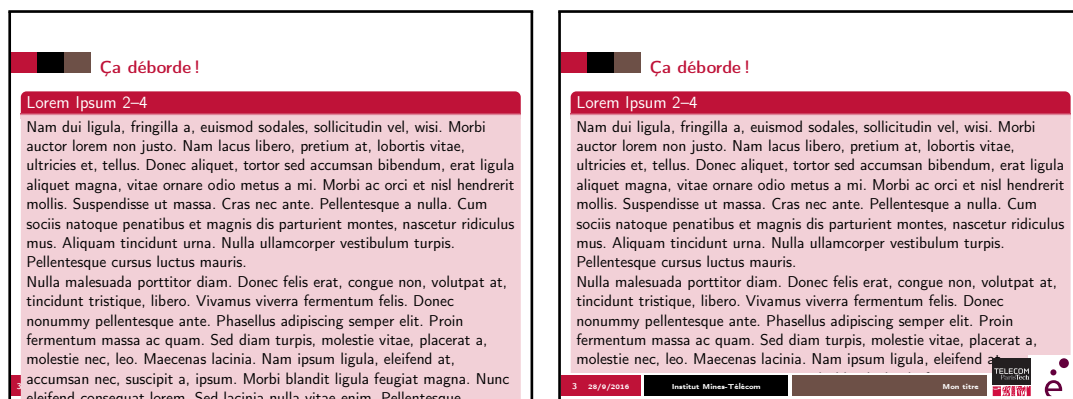 Ça déborde !
Lorem Ipsum 2–4
Nam dui ligula, fringilla a, euismod sodales, sollicitudin vel, wisi. Morbi
auctor lorem non justo. Nam lacus libero, pretium at, lobortis vitae,
ultricies et, tellus. Donec aliquet, tortor sed accumsan bibendum, erat ligula
aliquet magna, vitae ornare odio metus a mi. Morbi ac orci et nisl hendrerit
mollis. Suspendisse ut massa. Cras nec ante. Pellentesque a nulla. Cum
sociis natoque penatibus et magnis dis parturient montes, nascetur ridiculus
mus. Aliquam tincidunt urna. Nulla ullamcorper vestibulum turpis.
Pellentesque cursus luctus mauris.
Nulla malesuada porttitor diam. Donec felis erat, congue non, volutpat at,
tincidunt tristique, libero. Vivamus viverra fermentum felis. Donec
nonummy pellentesque ante. Phasellus adipiscing semper elit. Proin
fermentum massa ac quam. Sed diam turpis, molestie vitae, placerat a,
molestie nec, leo. Maecenas lacinia. Nam ipsum ligula, eleifend at,
accumsan nec, suscipit a, ipsum. Morbi blandit ligula feugiat magna. Nunc
eleifend consequat lorem. Sed lacinia nulla vitae enim. Pellentesque
Ça déborde !
Lorem Ipsum 2–4
Nam dui ligula, fringilla a, euismod sodales, sollicitudin vel, wisi. Morbi
auctor lorem non justo. Nam lacus libero, pretium at, lobortis vitae,
ultricies et, tellus. Donec aliquet, tortor sed accumsan bibendum, erat ligula
aliquet magna, vitae ornare odio metus a mi. Morbi ac orci et nisl hendrerit
mollis. Suspendisse ut massa. Cras nec ante. Pellentesque a nulla. Cum
sociis natoque penatibus et magnis dis parturient montes, nascetur ridiculus
mus. Aliquam tincidunt urna. Nulla ullamcorper vestibulum turpis.
Pellentesque cursus luctus mauris.
Nulla malesuada porttitor diam. Donec felis erat, congue non, volutpat at,
tincidunt tristique, libero. Vivamus viverra fermentum felis. Donec
nonummy pellentesque ante. Phasellus adipiscing semper elit. Proin
fermentum massa ac quam. Sed diam turpis, molestie vitae, placerat a,
molestie nec, leo. Maecenas lacinia. Nam ipsum ligula, eleifend
TELECOM
ParisTech
3 28/9/2016 Institut Mines-Télécom Mon titre